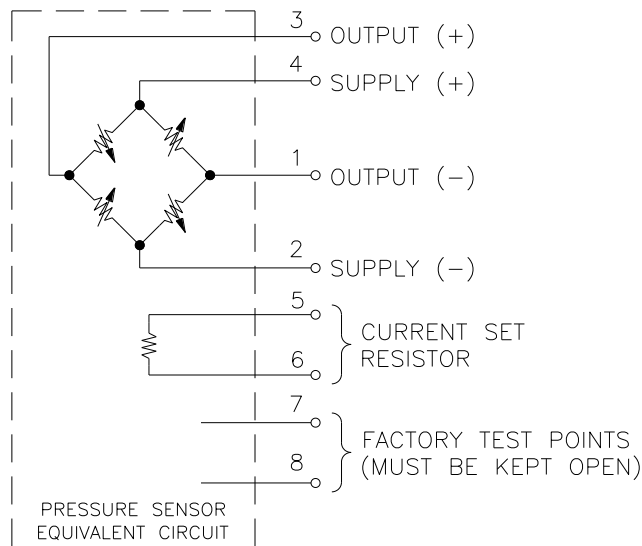 3 OUTPUT (+)
4 SUPPLY (+)
1 OUTPUT (-)
2 SUPPLY (-)
5
CURRENT SET
6 RESISTOR
7
FACTORY TEST POINTS
8 (MUST BE KEPT OPEN)
PRESSURE SENSOR
EQUIVALENT CIRCUIT